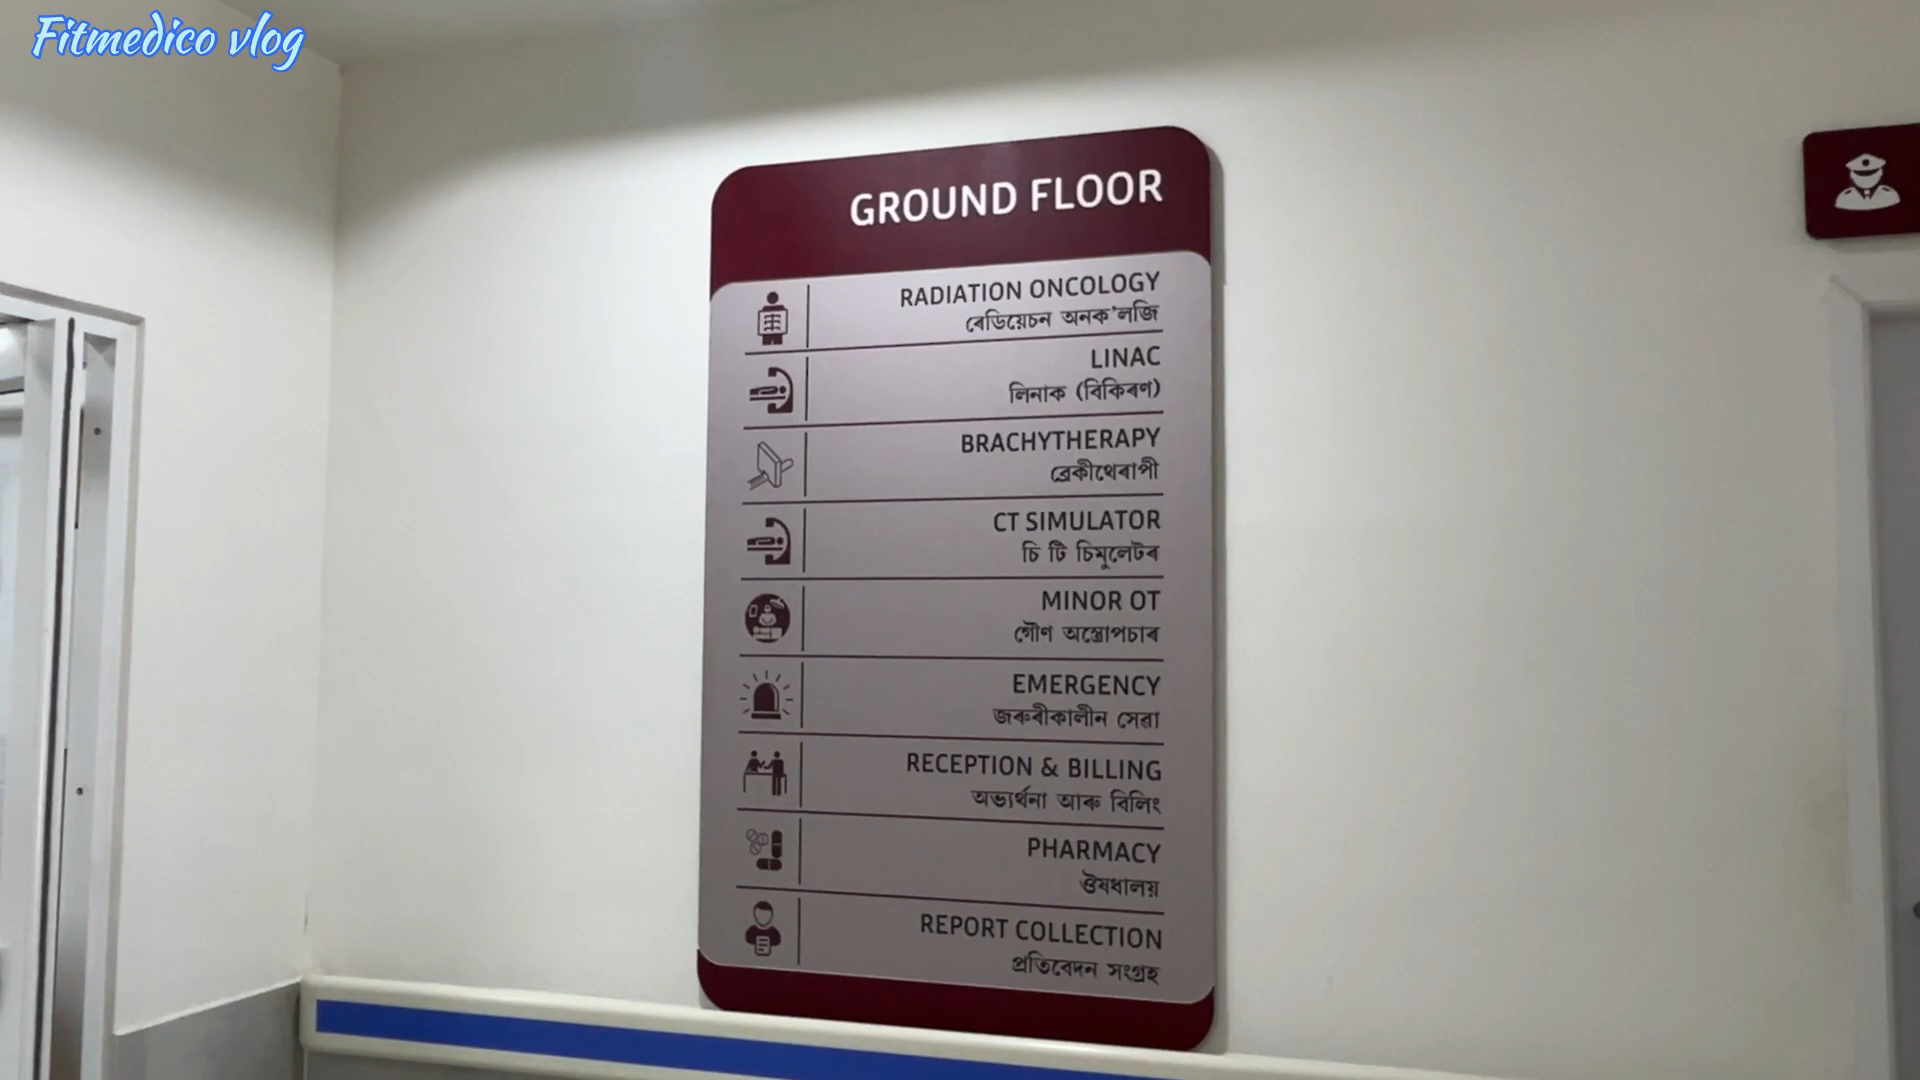 Fitmedico vlog
GROUND FLOOR
RADIATION ONCOLOGY
ৰেডিয়েচন অনক'লজি
LINAC
লিনাক (বিকিৰণ)
BRACHYTHERAPY
ব্ৰেকীথেৰাপী
CT SIMULATOR
চি টি চিমুলেটৰ
MINOR OT
গৌণ অস্ত্ৰোপচাৰ
EMERGENCY
জৰুৰীকালীন সেৱা
RECEPTION & BILLING
অভ্যৰ্থনা আৰু বিলিং
PHARMACY
ঔষধালয়
REPORT COLLECTION
প্ৰতিবেদন সংগ্ৰহ